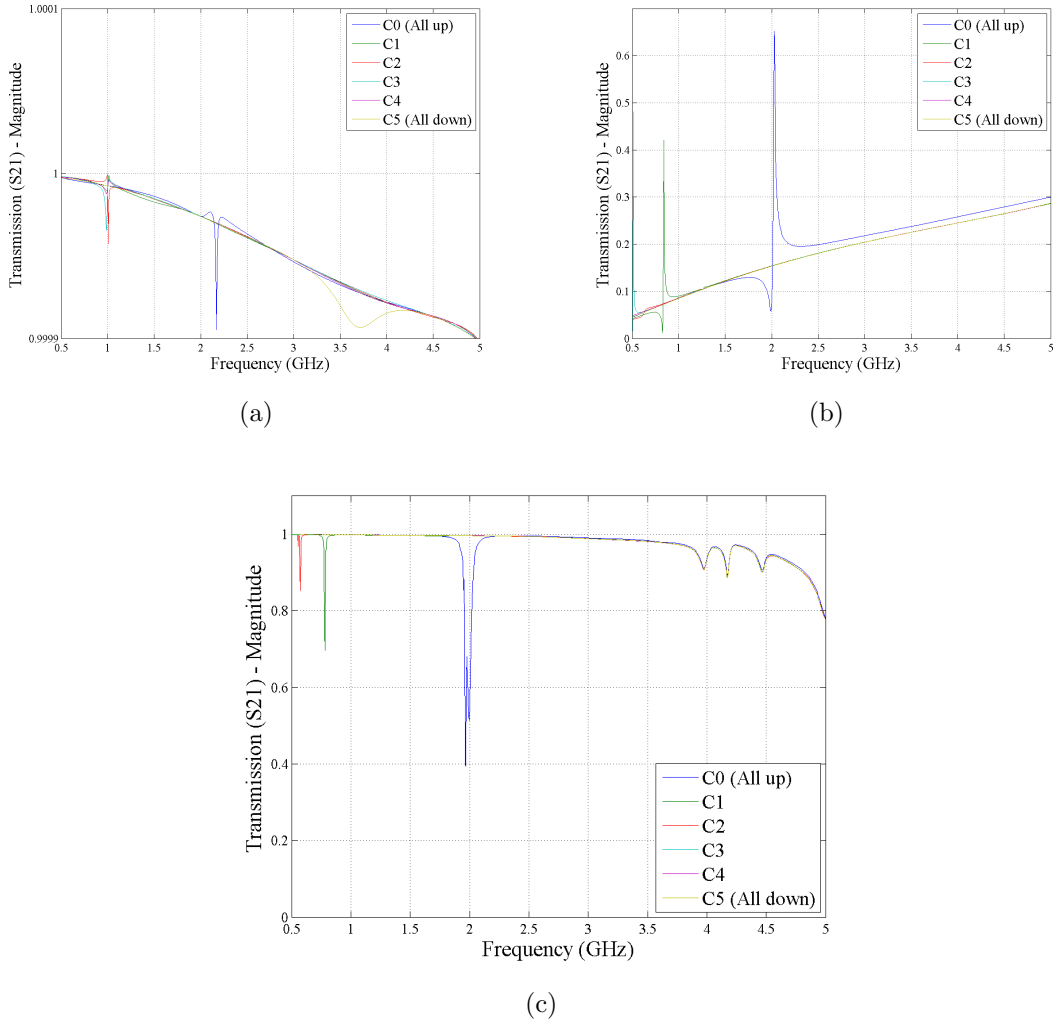 1.0001
1
0.9999
Transmission (S21) - Magnitude
C0 (All up)
C1
C2
C3
C4
C5 (All down)
0.5 1 1.5 2 2.5 3 3.5 4 4.5 5
Frequency (GHz)
(a)
0.6
0.5
0.4
0.3
0.2
0.1
0
Transmission (S21) - Magnitude
C0 (All up)
C1
C2
C3
C4
C5 (All down)
0.5 1 1.5 2 2.5 3 3.5 4 4.5 5
Frequency (GHz)
(b)
1
0.8
0.6
0.4
0.2
0
Transmission (S21) - Magnitude
C0 (All up)
C1
C2
C3
C4
C5 (All down)
0.5 1 1.5 2 2.5 3 3.5 4 4.5 5
Frequency (GHz)
(c)